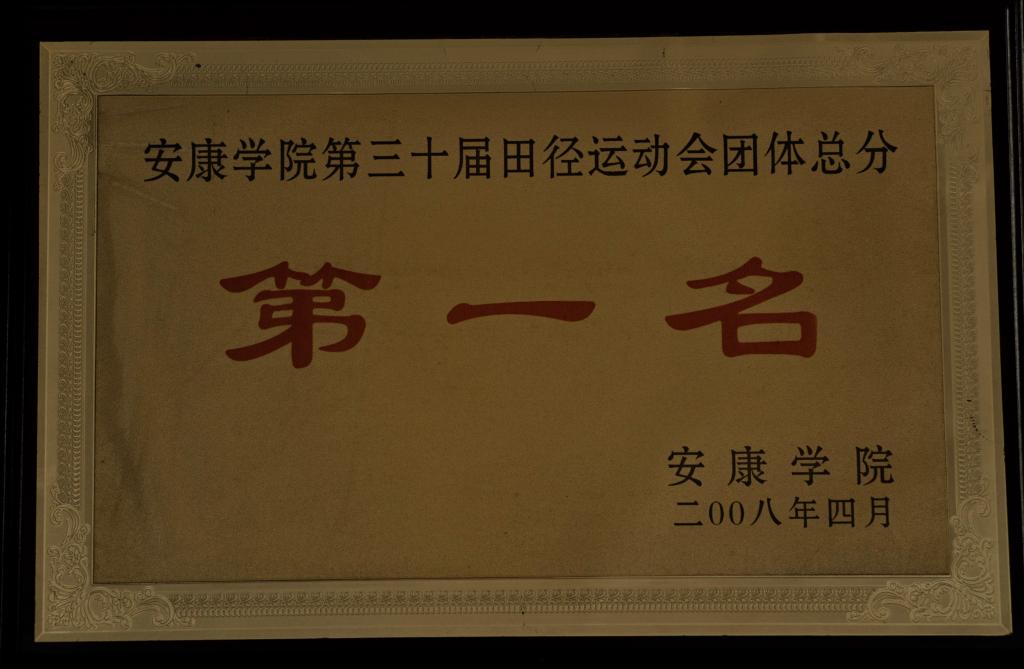 安康学院第三十届田径运动会团体总分
第一名
安康学院
二00八年四月